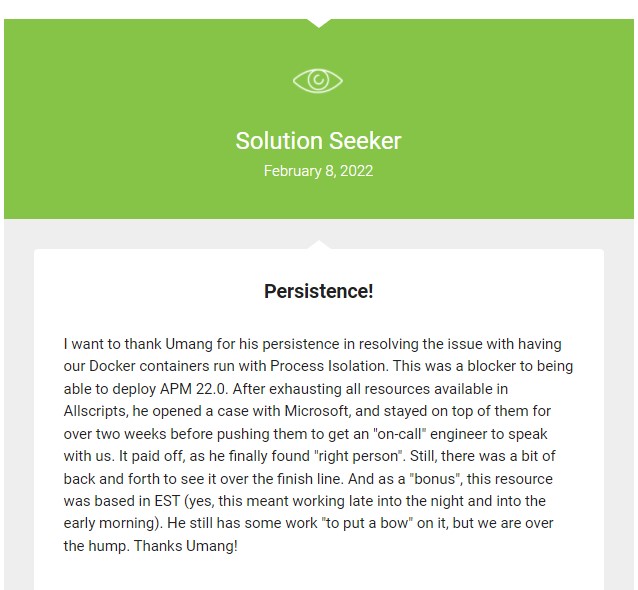 Solution Seeker
February 8, 2022
Persistence!
I want to thank Umang for his persistence in resolving the issue with having
our Docker containers run with Process Isolation. This was a blocker to being
able to deploy APM 22.0. After exhausting all resources available in
Allscripts, he opened a case with Microsoft, and stayed on top of them for
over two weeks before pushing them to get an "on-call" engineer to speak
with us. It paid off, as he finally found "right person". Still, there was a bit of
back and forth to see it over the finish line. And as a "bonus", this resource
was based in EST (yes, this meant working late into the night and into the
early morning). He still has some work "to put a bow" on it, but we are over
the hump. Thanks Umang!